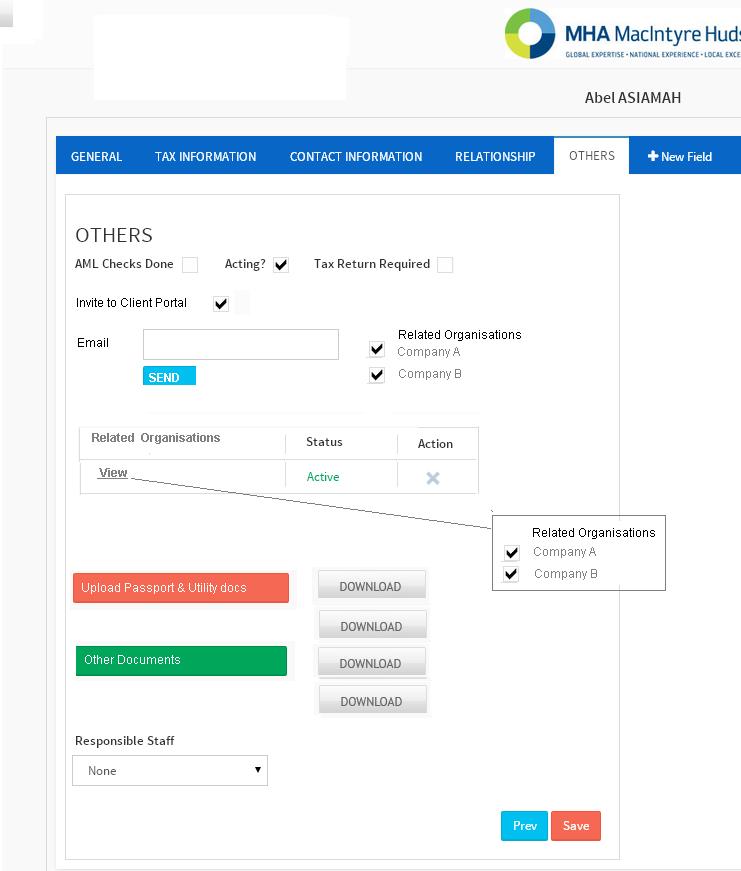 MHA MacIntyre Huds
GLOBAL EXPERTISE • NATIONAL EXPERIENCE • LOCAL EXCE
Abel ASIAMAH
GENERAL TAX INFORMATION CONTACT INFORMATION RELATIONSHIP OTHERS + New Field
OTHERS
AML Checks Done Acting? Tax Return Required
Invite to Client Portal
Email
Related Organisations
Company A
Company B
SEND
Related Organisations Status Action
View Active
Related Organisations
Company A
Company B
Upload Passport & Utility docs DOWNLOAD
DOWNLOAD
Other Documents DOWNLOAD
DOWNLOAD
Responsible Staff
None
Prev Save